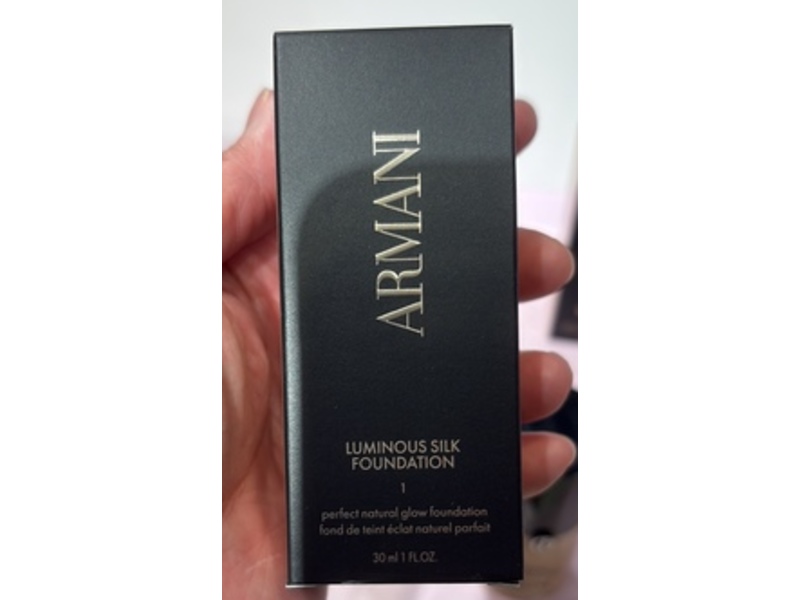 ARMANI
LUMINOUS SILK
FOUNDATION
1
perfect natural glow foundation
fond de teint éclat naturel parfait
30 ml 1 FL.OZ.